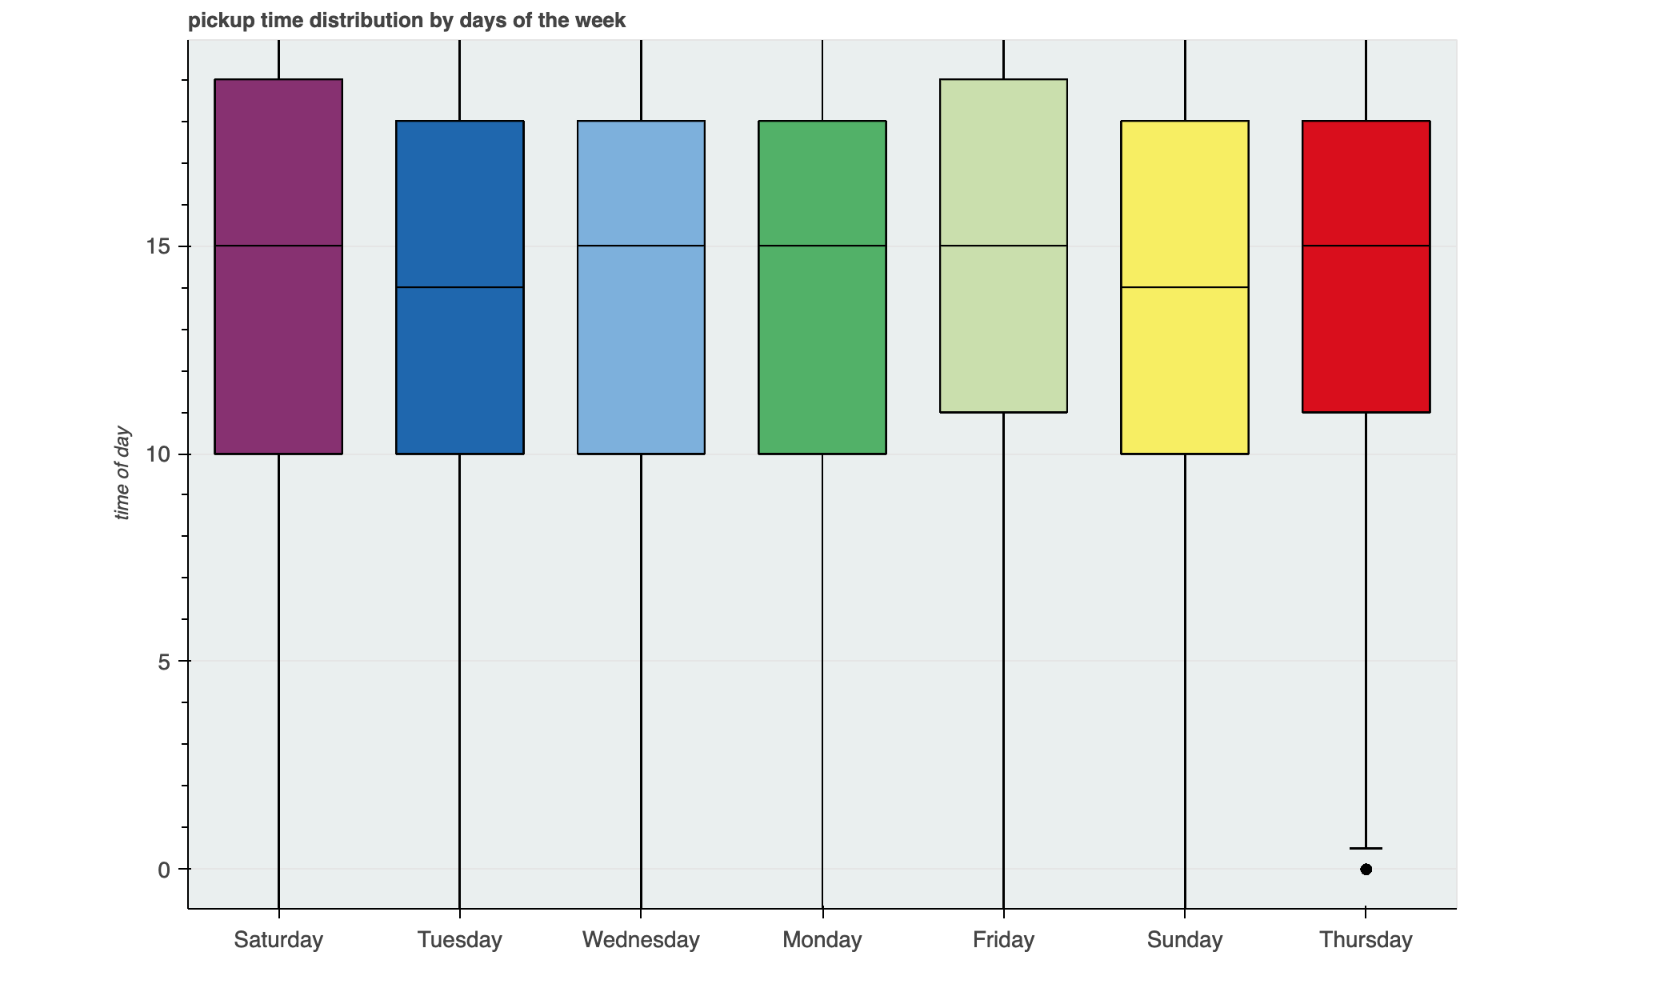 pickup time distribution by days of the week
time of day
15
10
5
0
Saturday Tuesday Wednesday Monday Friday Sunday Thursday